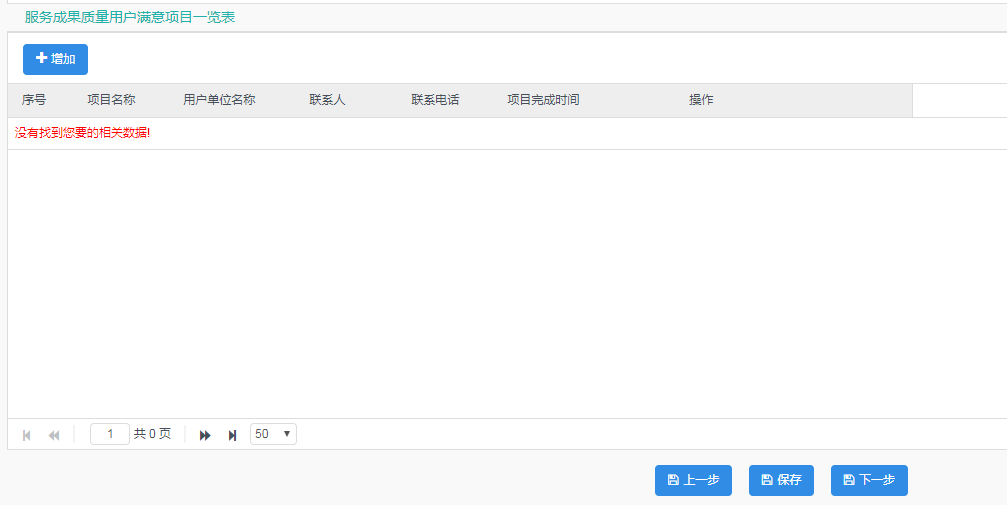 服务成果质量用户满意项目一览表
增加
序号 项目名称 用户单位名称 联系人 联系电话 项目完成时间 操作
没有找到您要的相关数据!
1 共 0 页 50
上一步 保存 下一步